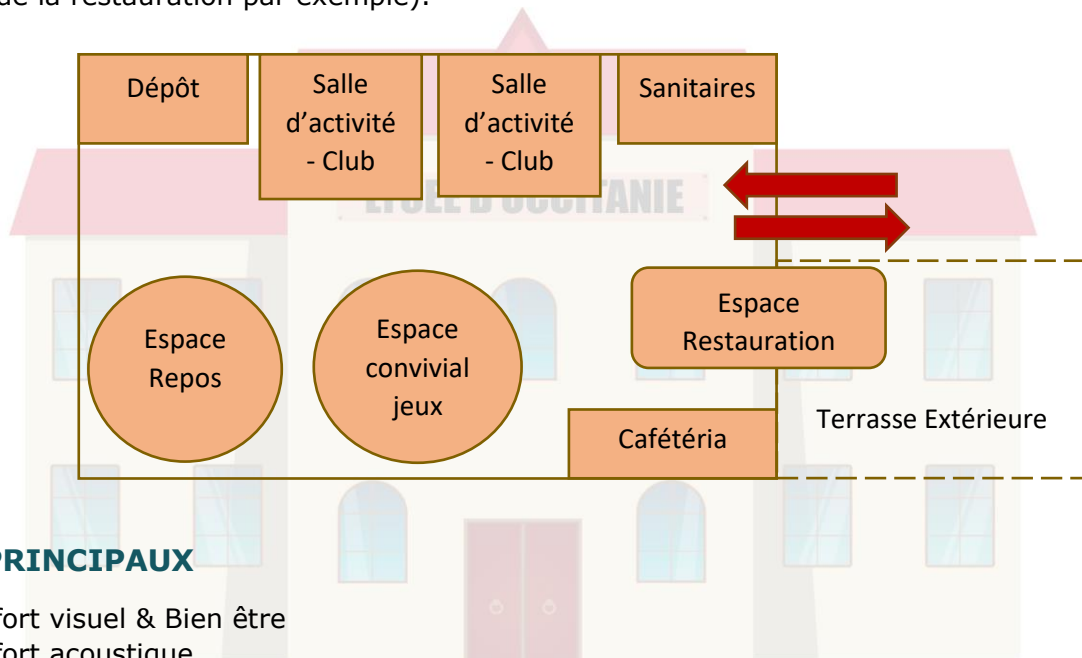 de la restauration par exemple).
Dépôt
Salle
d'activité
- Club
Salle
d'activité
- Club
Sanitaires
LYCEE D'OCCITANIE
Espace
Repos
Espace
convivial
jeux
Espace
Restauration
Cafétéria
Terrasse Extérieure
PRINCIPAUX
fort visuel & Bien être
fort acoustique